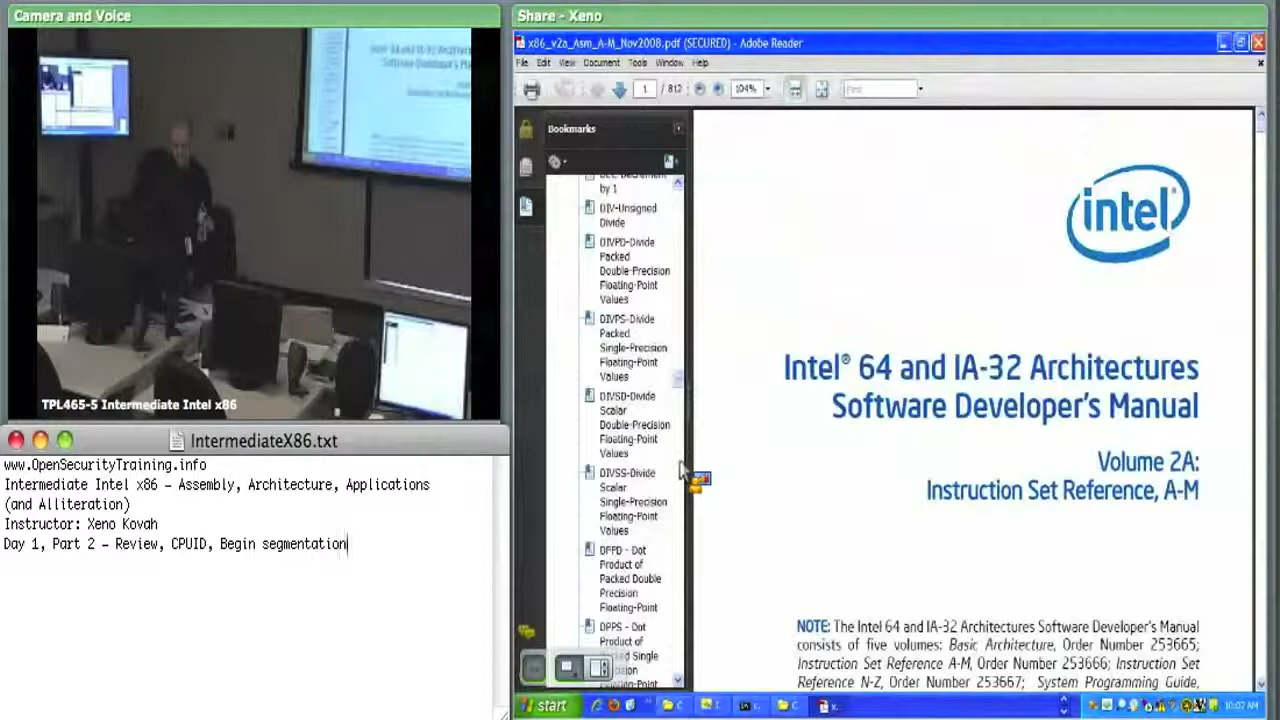 Camera and Voice
TPL465-5 Intermediate Intel x86
IntermediateX86.txt
www.OpenSecurityTraining.info
Intermediate Intel x86 – Assembly, Architecture, Applications
(and Alliteration)
Instructor: Xeno Kovah
Day 1, Part 2 – Review, CPUID, Begin segmentation
Share - Xeno
x86_v2a_Asm_A-M_Nov2008.pdf (SECURED) - Adobe Reader
File Edit View Document Tools Window Help
1 / 812 104% Find
Bookmarks
by 1
DIV-Unsigned
Divide
DIVPD-Divide
Packed
Double-Precision
Floating-Point
Values
DIVPS-Divide
Packed
Single-Precision
Floating-Point
Values
DIVSD-Divide
Scalar
Double-Precision
Floating-Point
Values
DIVSS-Divide
Scalar
Single-Precision
Floating-Point
Values
DPPD - Dot
Product of
Packed Double
Precision
Floating-Point
DPPS - Dot
Product of
Single
Floating-Point
intel
Intel® 64 and IA-32 Architectures
Software Developer's Manual
Volume 2A:
Instruction Set Reference, A-M
NOTE: The Intel 64 and IA-32 Architectures Software Developer's Manual
consists of five volumes: Basic Architecture, Order Number 253665;
Instruction Set Reference A-M, Order Number 253666; Instruction Set
Reference N-Z, Order Number 253667; System Programming Guide,
start
10:02 AM